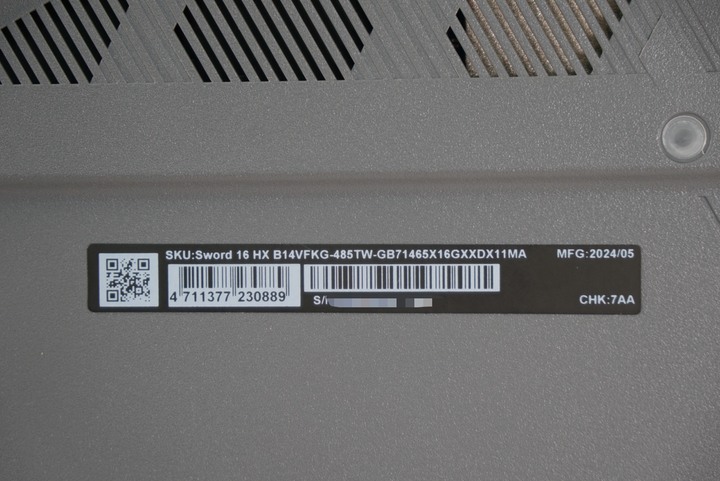 SKU:Sword 16 HX B14VFKG-485TW-GB71465X16GXXDX11MA MFG:2024/05
4 711377 230889
CHK:7AA